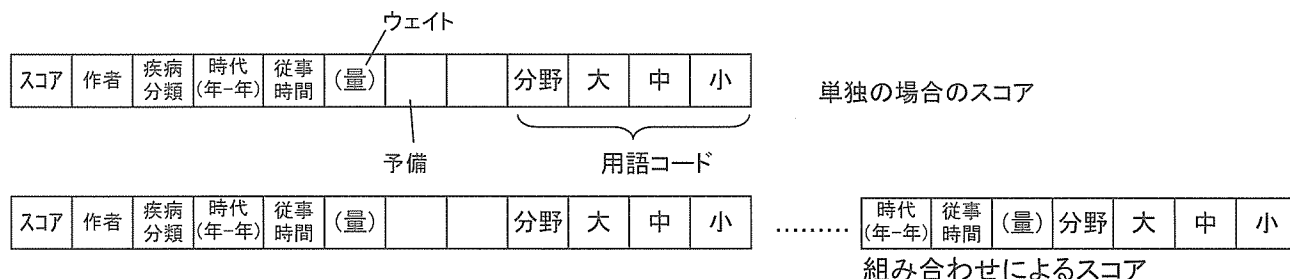 ウェイト
スコア 作者 疾病分類 時代(年-年) 従事時間 (量) 分野 大 中 小 単独の場合のスコア
予備 用語コード
スコア 作者 疾病分類 時代(年-年) 従事時間 (量) 分野 大 中 小 ......... 時代(年-年) 従事時間 (量) 分野 大 中 小
組み合わせによるスコア